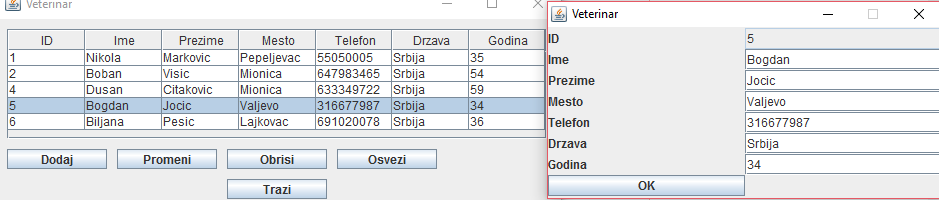 Veterinar
ID Ime Prezime Mesto Telefon Drzava Godina
1 Nikola Markovic Pepeljevac 55050005 Srbija 35
2 Boban Visic Mionica 647983465 Srbija 54
4 Dusan Citakovic Mionica 633349722 Srbija 59
5 Bogdan Jocic Valjevo 316677987 Srbija 34
6 Biljana Pesic Lajkovac 691020078 Srbija 36
Dodaj Promeni Obrisi Osvezi
Trazi
Veterinar
ID 5
Ime Bogdan
Prezime Jocic
Mesto Valjevo
Telefon 316677987
Drzava Srbija
Godina 34
OK